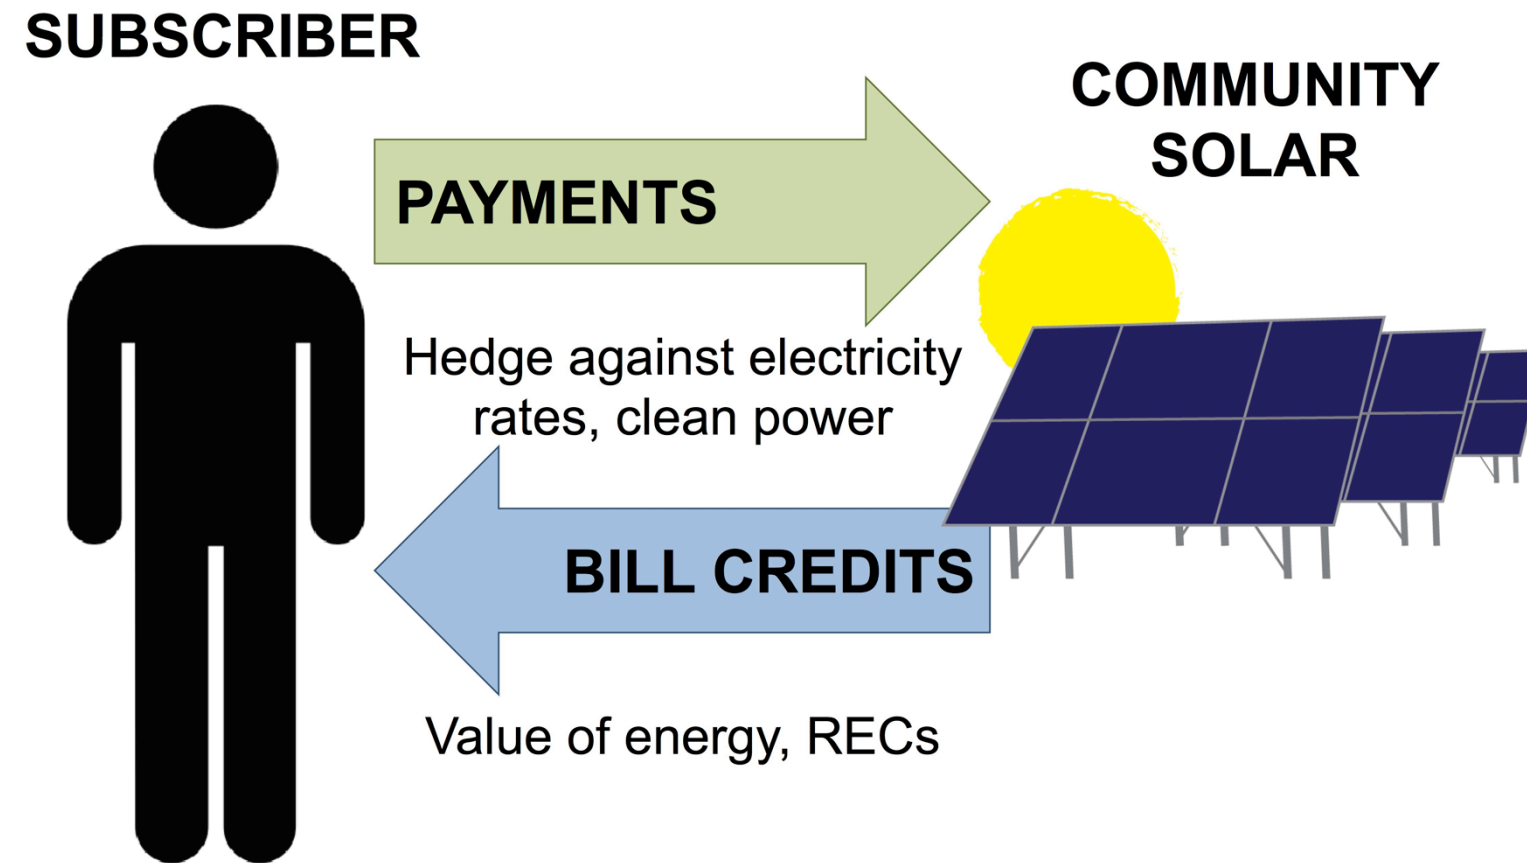 SUBSCRIBER
COMMUNITY
SOLAR
PAYMENTS
Hedge against electricity
rates, clean power
BILL CREDITS
Value of energy, RECs